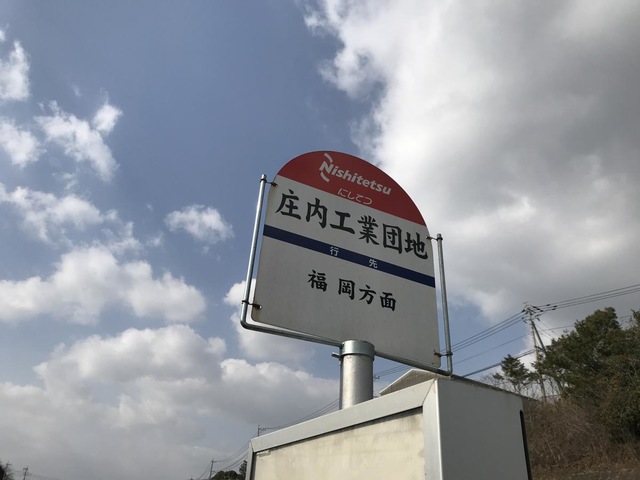 Nishitetsu
にしてつ
庄内工業団地
行先
福岡方面